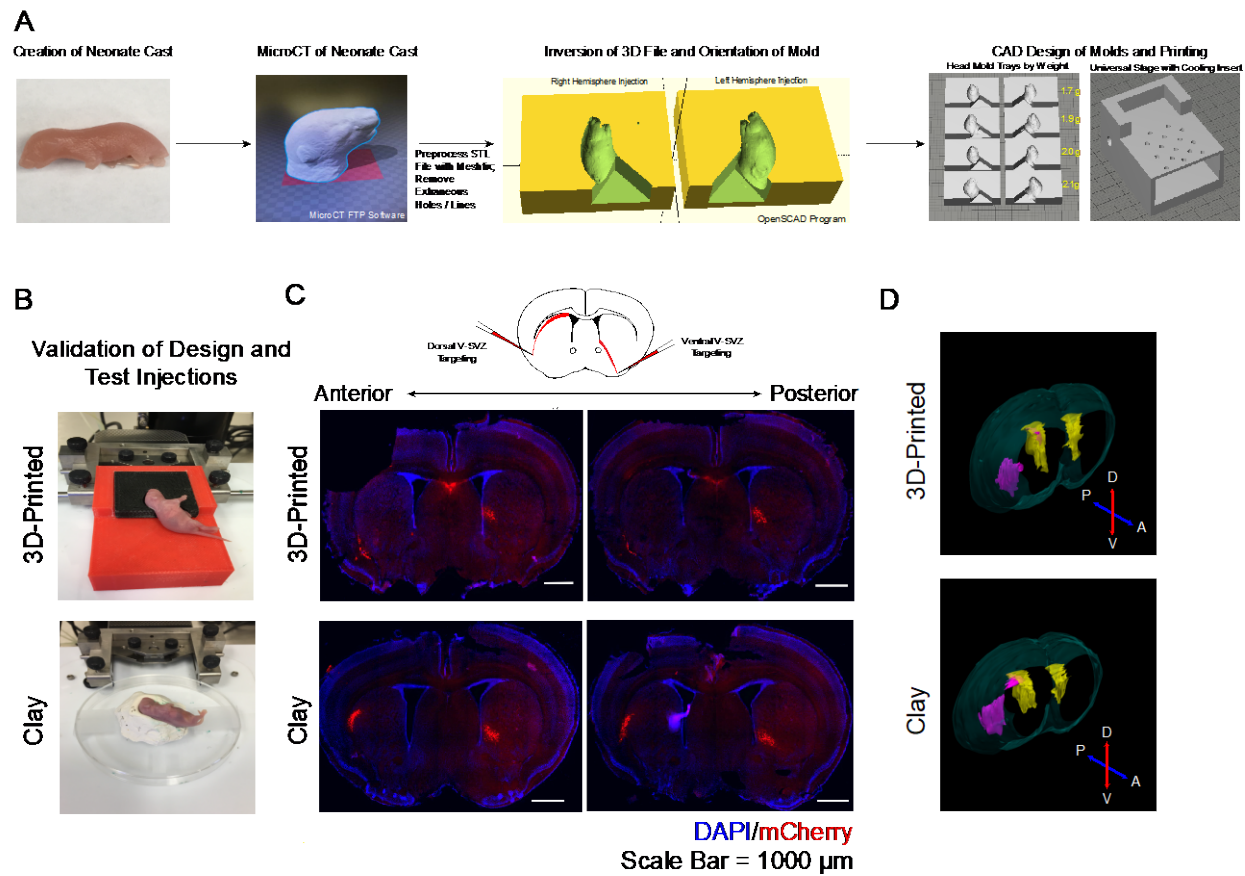 A
Creation of Neonate Cast
MicroCT of Neonate Cast
Inversion of 3D File and Orientation of Mold
CAD Design of Molds and Printing
Head Mold Trays by Weight
Universal Stage with Cooling Insert
Right Hemisphere Injection
Left Hemisphere Injection
1.7 g
1.9g
2.0g
2.1g
Preprocess STL
File with Meshmix;
Remove
Extraneous
Holes / Lines
MicroCT FTP Software
OpenSCAD Program
B
Validation of Design and
Test Injections
3D-Printed
Clay
C
Dorsal V-SVZ
Targeting
Ventral V-SVZ
Targeting
Anterior
Posterior
3D-Printed
Clay
DAPI/mCherry
Scale Bar = 1000 µm
D
3D-Printed
D
P
A
V
Clay
D
P
A
V